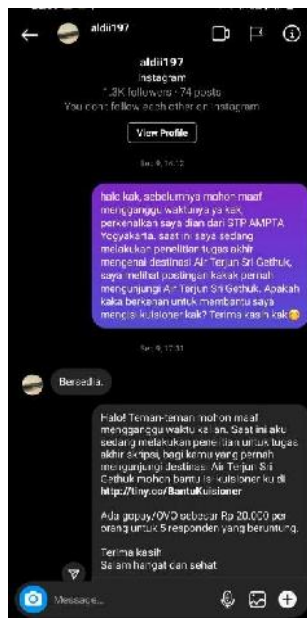 aldii197
aldii197
Instagram
1.3K followers · 74 posts
You don't follow each other on Instagram
View Profile
halo kak, sebelumnya mohon maaf
mengganggu waktunya ya kak,
perkenalkan saya dian dari STP AMPTA
Yogyakarta. saat ini saya sedang
melakukan penelitian tugas akhir
mengenai destinasi Air Terjun Sri Gethuk,
saya melihat postingan kakak pernah
mengunjungi Air Terjun Sri Gethuk. Apakah
kaka berkenan untuk membantu saya
mengisi kuisioner kak? Terima kasih kak
Bersedia.
Halo! Teman-teman mohon maaf
mengganggu waktu kalian. Saat ini aku
sedang melakukan penelitian untuk tugas
akhir skripsi, bagi kamu yang pernah
mengunjungi destinasi Air Terjun Sri
Gethuk mohon bantu isi kuisioner ku di
http://tiny.cc/BantuKuisioner
Ada gopay/OVO sebesar Rp 20.000 per
orang untuk 5 responden yang beruntung.
Terima kasih
Salam hangat dan sehat
Message...